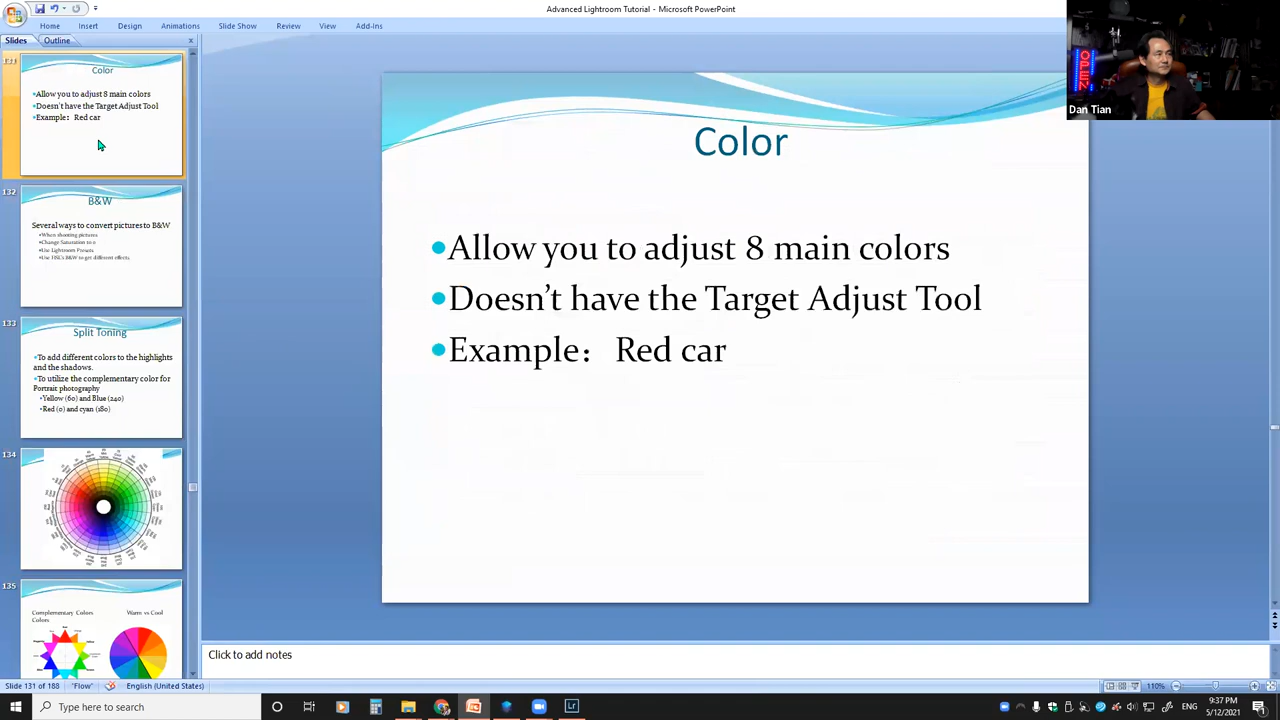 Advanced Lightroom Tutorial - Microsoft PowerPoint
Home Insert Design Animations Slide Show Review View Add-Ins
Slides Outline
131
Color
Allow you to adjust 8 main colors
Doesn't have the Target Adjust Tool
Example: Red car
132
B&W
Several ways to convert pictures to B&W
When shooting pictures
Change Saturation to 0
Use Lightroom Presets
Use HSL's B&W to get different effects
133
Split Toning
To add different colors to the highlights
and the shadows.
To utilize the complementary color for
Portrait photography
Yellow (60) and Blue (240)
Red (0) and cyan (180)
134
135
Complementary Colors Warm vs Cool
Colors
Color
Allow you to adjust 8 main colors
Doesn't have the Target Adjust Tool
Example: Red car
OPEN
Dan Tian
Click to add notes
Slide 131 of 188 "Flow" English (United States) 110%
Type here to search
9:37 PM
5/12/2021